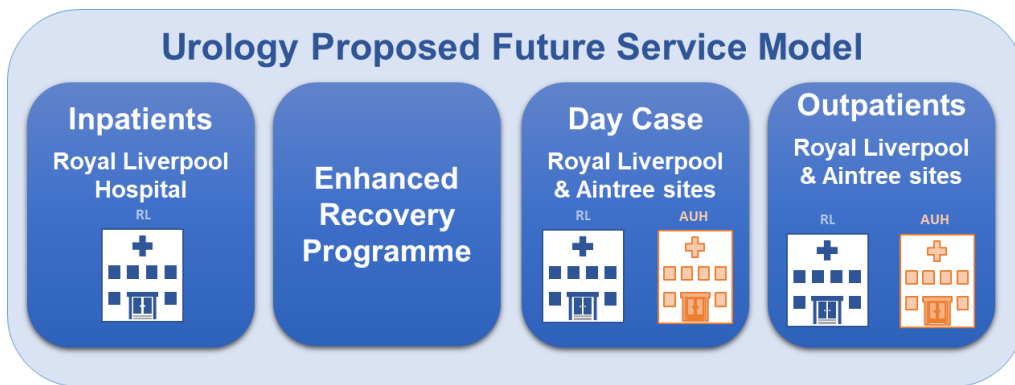 Urology Proposed Future Service Model
Inpatients
Royal Liverpool
Hospital
RL
Enhanced
Recovery
Programme
Day Case
Royal Liverpool
& Aintree sites
RL
AUH
Outpatients
Royal Liverpool
& Aintree sites
RL
AUH